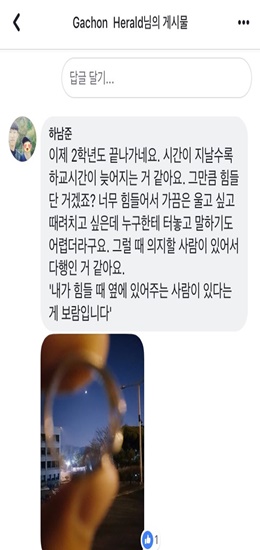 Gachon Herald님의 게시물
답글 달기...
하남준
이제 2학년도 끝나가네요. 시간이 지날수록
하교시간이 늦어지는 거 같아요. 그만큼 힘들
단 거겠죠? 너무 힘들어서 가끔은 울고 싶고
때려치고 싶은데 누구한테 터놓고 말하기도
어렵더라구요. 그럴 때 의지할 사람이 있어서
다행인 거 같아요.
'내가 힘들 때 옆에 있어주는 사람이 있다는
게 보람입니다'
1